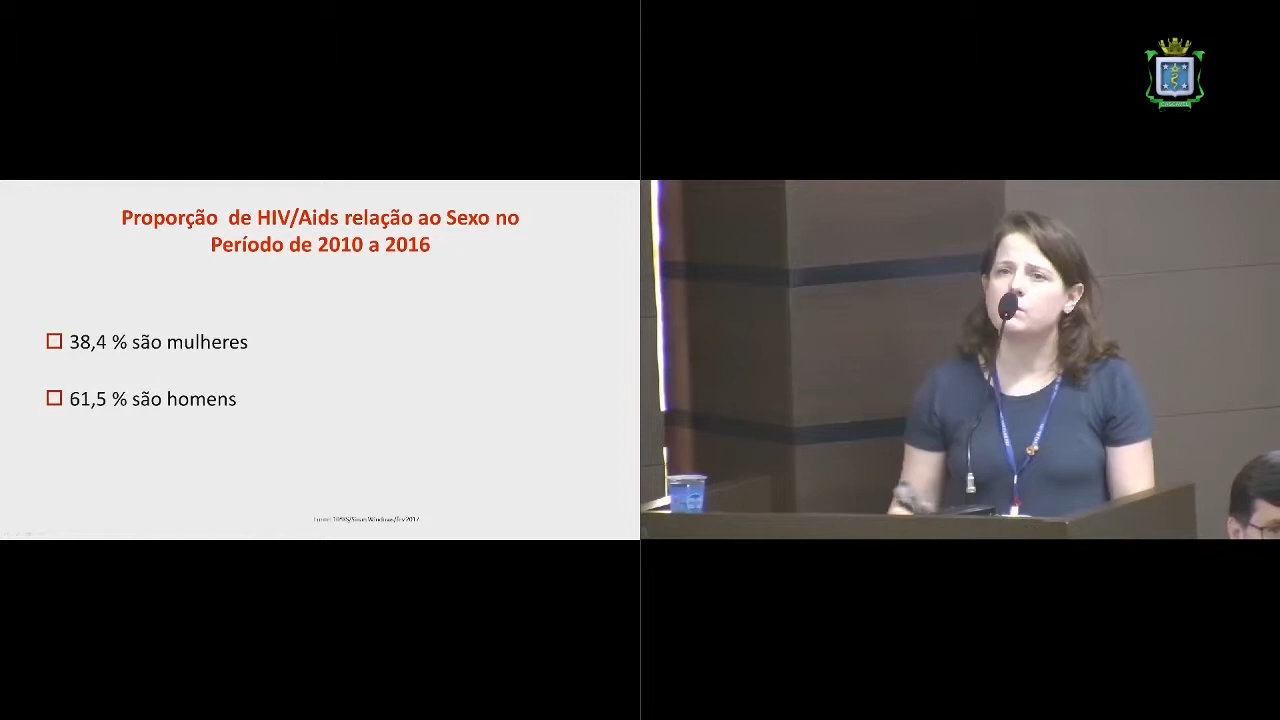 Proporção de HIV/Aids relação ao Sexo no
Período de 2010 a 2016
38,4 % são mulheres
61,5 % são homens
CASCAVEL